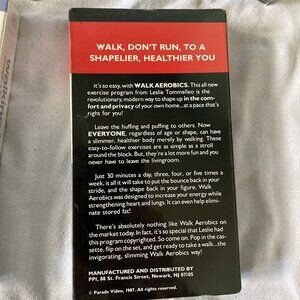 WALK, DON'T RUN, TO A
SHAPELIER, HEALTHIER YOU
It's so easy, with WALK AEROBICS. This all new
exercise program from Leslie Tommelleo is the
revolutionary, modern way to shape up in the com-
fort and privacy of your own home...at a pace that's
right for you!
Leave the huffing and puffing to others. Now
EVERYONE, regardless of age or shape, can have
a slimmer, healthier body merely by walking. These
easy-to-follow exercises are as simple as a stroll
around the block. But, they're a lot more fun and you
never have to leave the livingroom.
Just 30 minutes a day, three, four, or five times a
week, is all it will take to put the bounce back in your
stride, and the shape back in your figure. Walk
Aerobics was designed to increase your energy while
strengthening heart and lungs. It can even help elimi-
nate stored fat!
There's absolutely nothing like Walk Aerobics on
the market today. In fact, it's so special that Leslie had
this program copyrighted. So come on. Pop in the cas-
sette, flip on the set, and get ready to take a walk...the
invigorating, slimming Walk Aerobics way!
MANUFACTURED AND DISTRIBUTED BY
PPI, 88 St. Francis Street, Newark, NJ 07105
© Parade Video, 1987. All rights reserved.